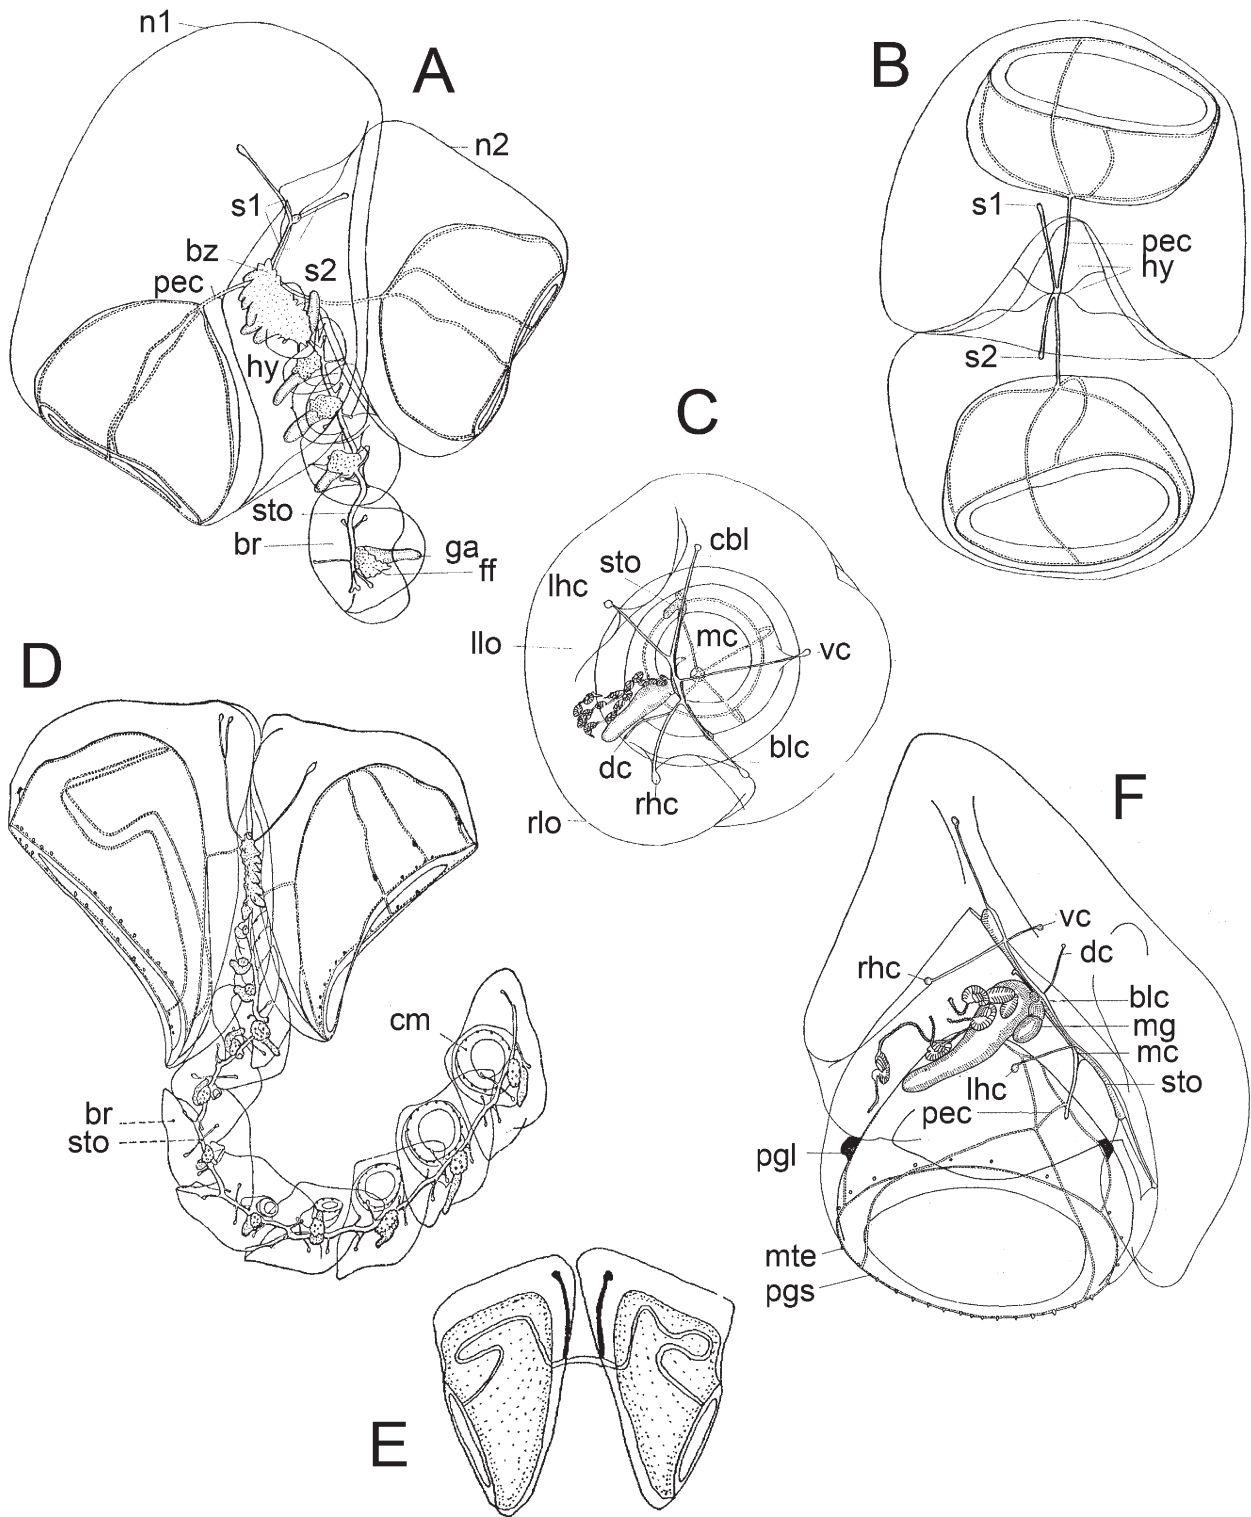 A
n1
n2
s1
bz
s2
pec
hy
sto
br
ga
ff
B
s1
pec
hy
s2
C
cbl
sto
lhc
mc
llo
vc
blc
dc
rhc
rlo
D
cm
br
sto
E
F
vc
rhc
dc
blc
mg
mc
lhc
sto
pec
pgl
mte
pgs